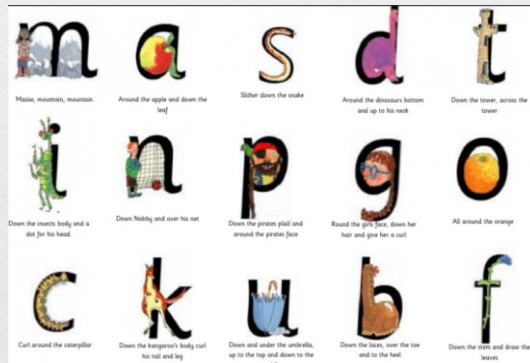 m a s d t
Maisie, mountain, mountain
Around the apple and down the
leaf
Slither down the snake
Around the dinosaurs bottom
and up to his neck
Down the tower, across the
tower
i n p g o
Down the insects body and a
dot for his head.
Down Nobby and over his net
Down the pirates plait and
around the pirates face
Round the girls face, down her
hair and give her a curl
All around the orange
c k u b f
Curl around the caterpillar
Down the kangaroo's body curl
his tail and leg
Down and under the umbrella,
up to the top and down to the
Down the laces, over the toe
and to the heel
Down the stem and draw the
leaves